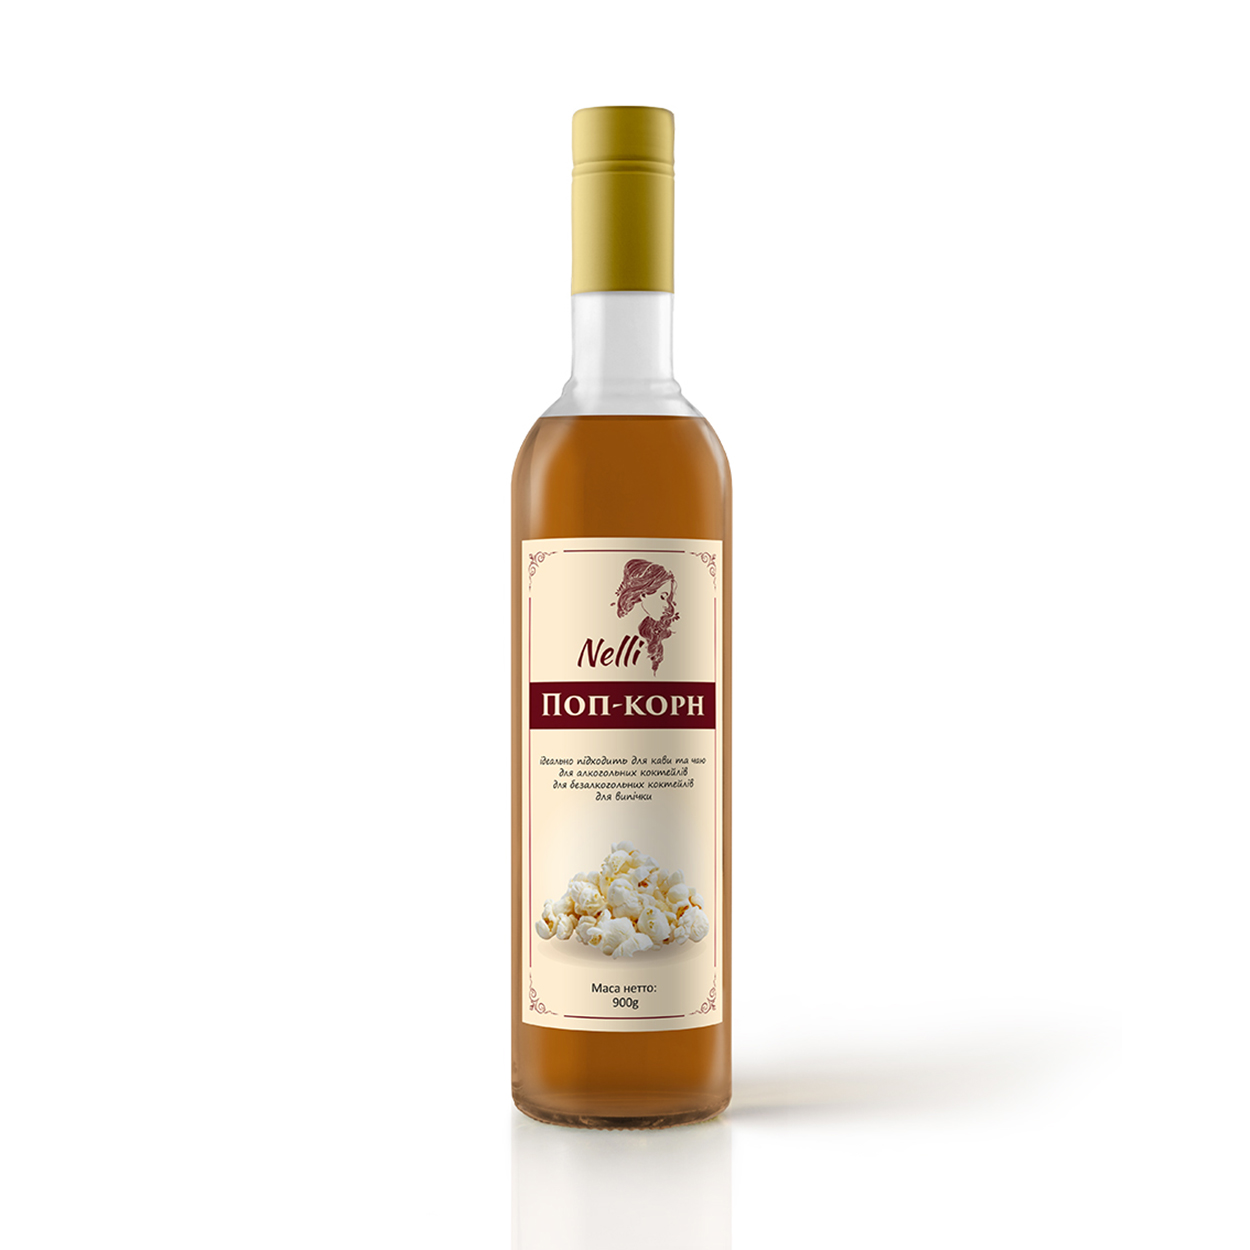 Nelli
Поп-корн
ідеально підходить для кави та чаю
для алкогольних коктейлів
для безалкогольних коктейлів
для випічки
Маса нетто:
900g